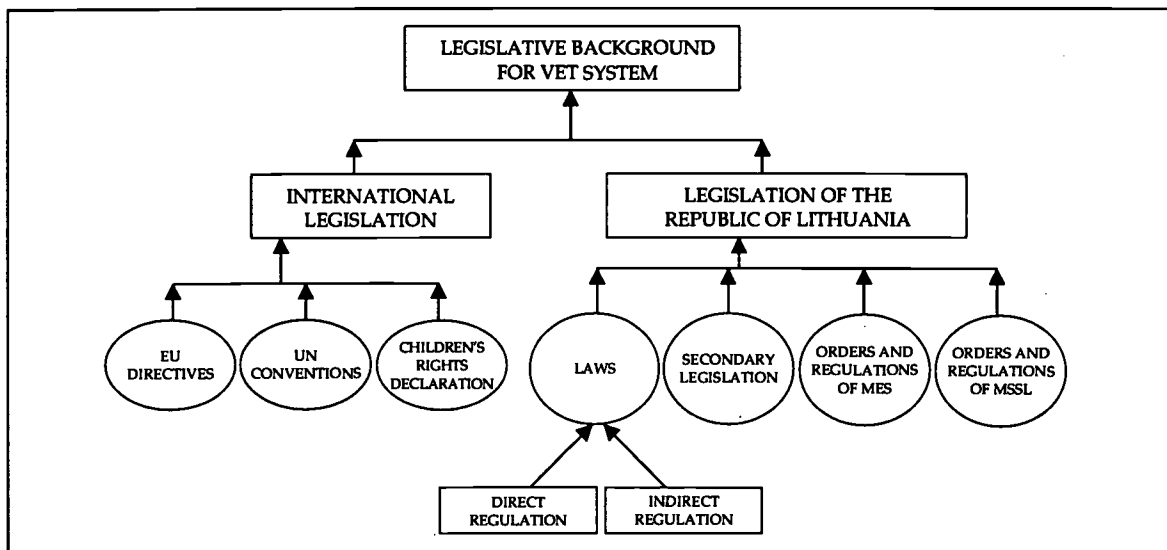 LEGISLATIVE BACKGROUND
FOR VET SYSTEM
INTERNATIONAL
LEGISLATION
LEGISLATION OF THE
REPUBLIC OF LITHUANIA
EU
DIRECTIVES
UN
CONVENTIONS
CHILDREN'S
RIGHTS
DECLARATION
LAWS
SECONDARY
LEGISLATION
ORDERS AND
REGULATIONS
OF MES
ORDERS AND
REGULATIONS
OF MSSL
DIRECT
REGULATION
INDIRECT
REGULATION